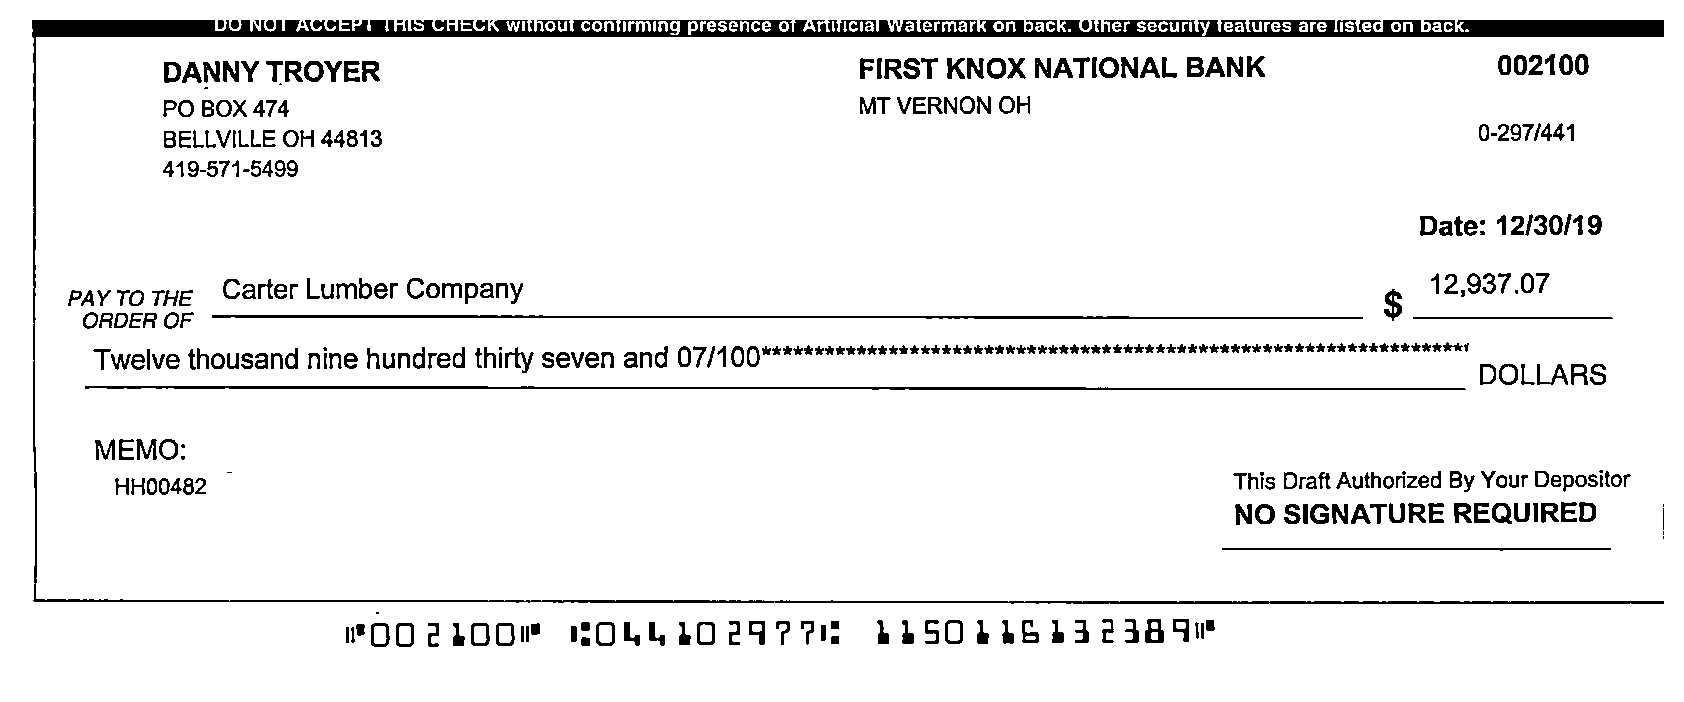 DO NOT ACCEPT THIS CHECK without confirming presence of Artificial Watermark on back. Other security features are listed on back.
DANNY TROYER
PO BOX 474
BELLVILLE OH 44813
419-571-5499
FIRST KNOX NATIONAL BANK
MT VERNON OH
002100
0-297/441
Date: 12/30/19
PAY TO THE ORDER OF Carter Lumber Company $ 12,937.07
Twelve thousand nine hundred thirty seven and 07/100****************************************************************** DOLLARS
MEMO:
HH00482
This Draft Authorized By Your Depositor
NO SIGNATURE REQUIRED
⑈002100⑈ ⑆044102977⑆ 1150116132389⑈